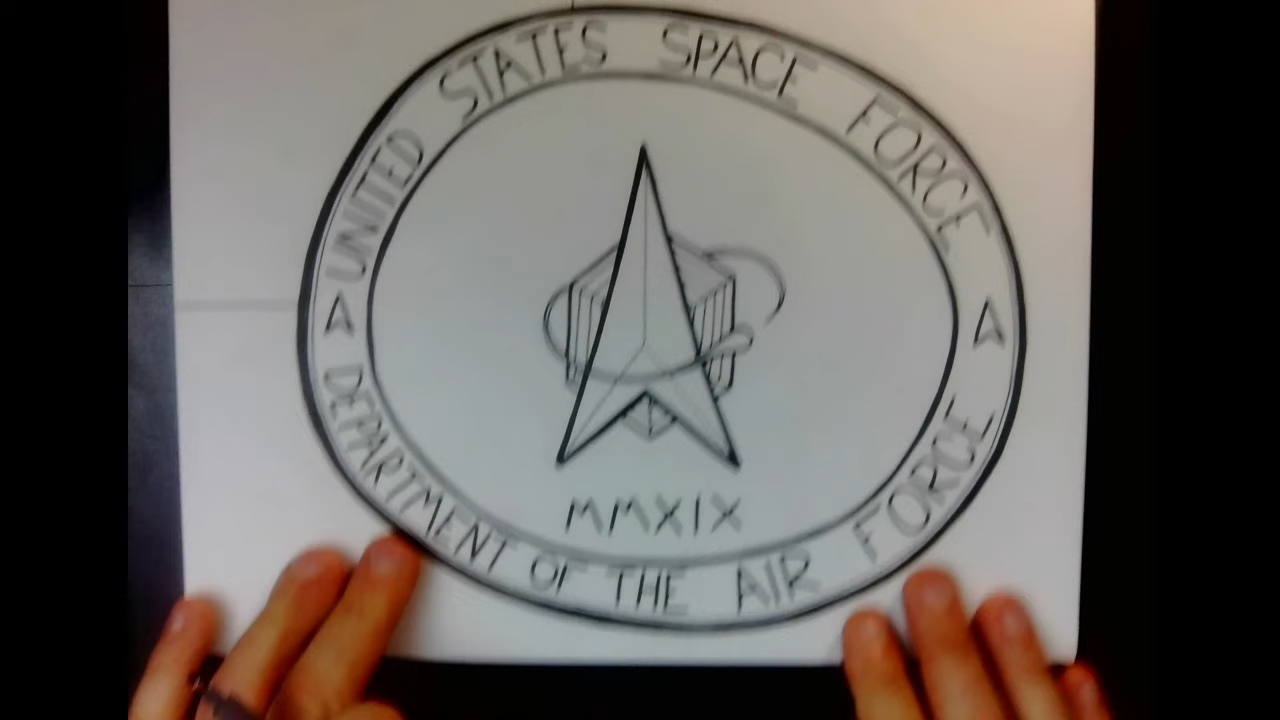 UNITED STATES SPACE FORCE
DEPARTMENT OF THE AIR FORCE
MMXIX